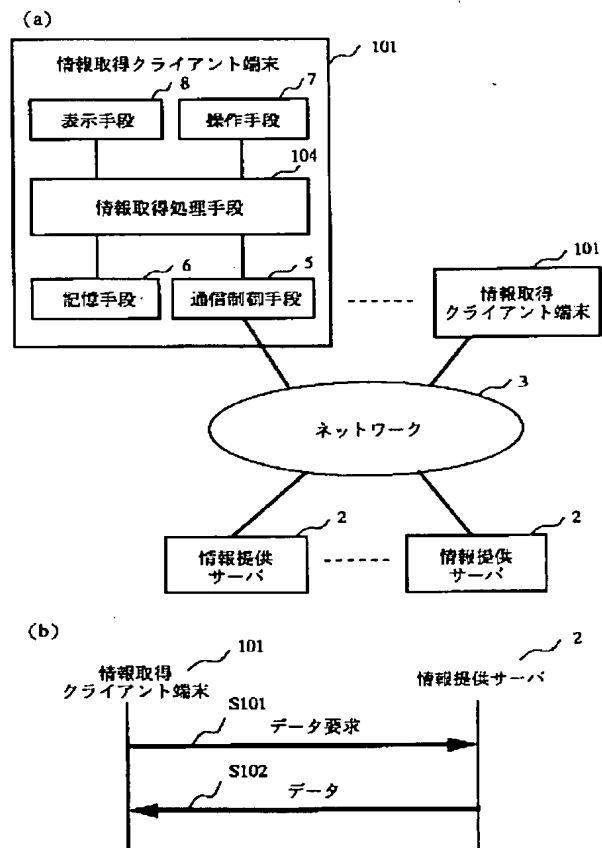 (a)
101
情報取得クライアント端末
8
7
表示手段
操作手段
104
情報取得処理手段
6
5
記憶手段
通信制御手段
101
情報取得
クライアント端末
3
ネットワーク
2
2
情報提供
サーバ
情報提供
サーバ
(b)
101
2
情報取得
クライアント端末
情報提供サーバ
S101
データ要求
S102
データ